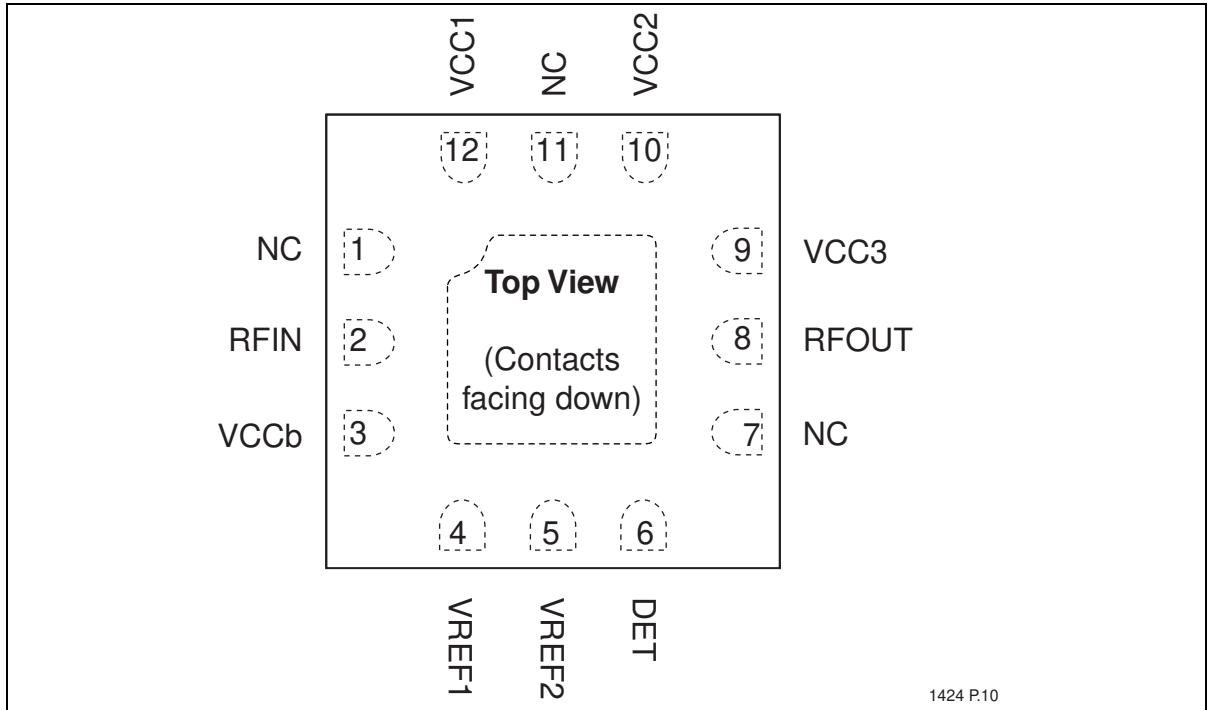 VCC1
NC
VCC2
12
11
10
NC
1
9
VCC3
Top View
RFIN
2
8
RFOUT
(Contacts
facing down)
VCCb
3
7
NC
4
5
6
VREF1
VREF2
DET
1424 P.10